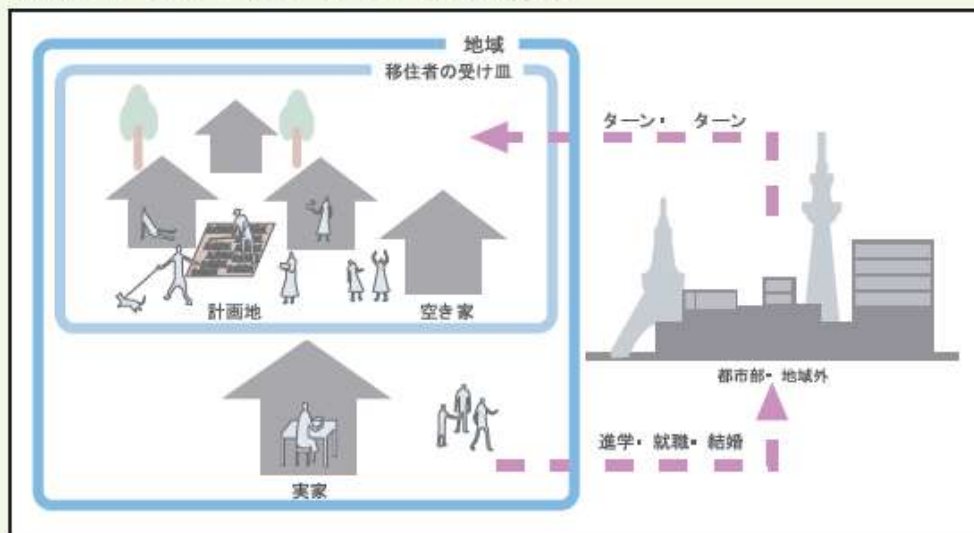 地域
移住者の受け皿
ターン・ ターン
計画地
空き家
都市部・地域外
進学・就職・結婚
実家